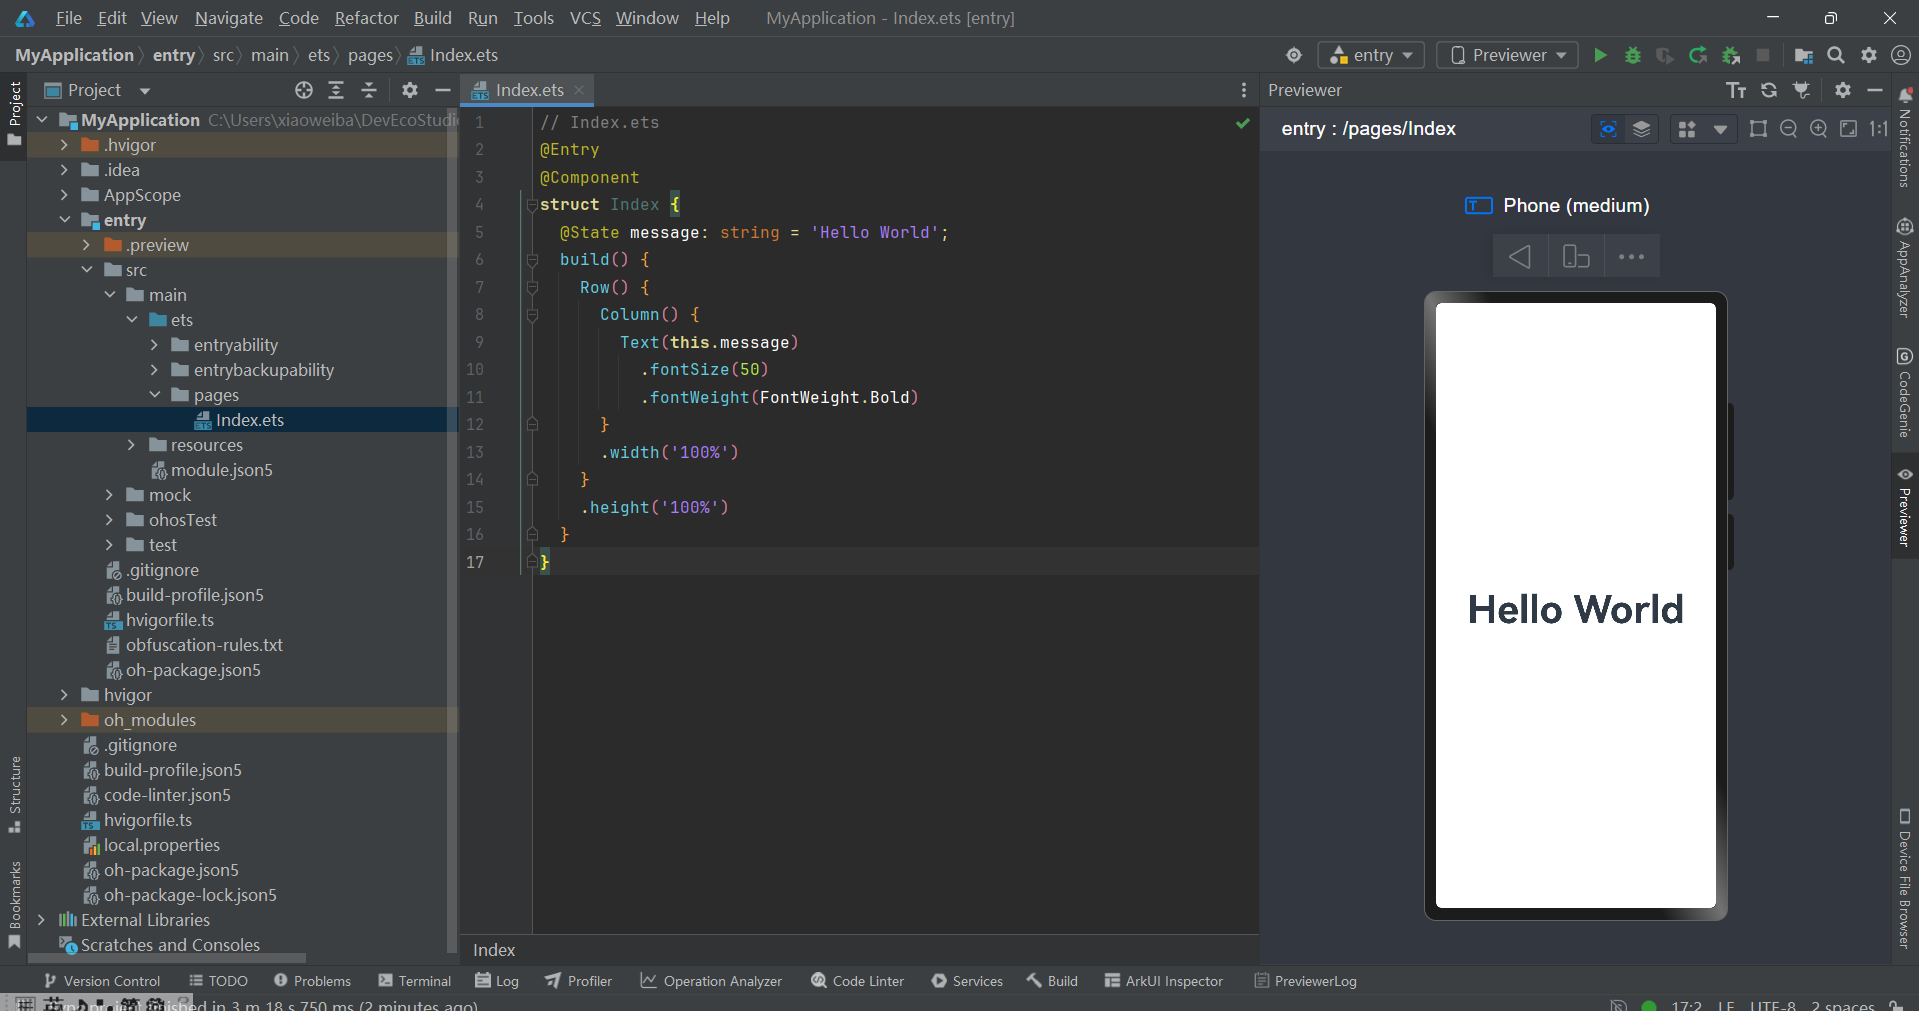 File Edit View Navigate Code Refactor Build Run Tools VCS Window Help MyApplication - Index.ets [entry]
MyApplication entry src main ets pages Index.ets
entry Previewer
Project
Project
MyApplication C:\Users\xiaoweiba\DevEcoStudi
.hvigor
.idea
AppScope
entry
.preview
src
main
ets
entryability
entrybackupability
pages
Index.ets
resources
module.json5
mock
ohosTest
test
.gitignore
build-profile.json5
hvigorfile.ts
obfuscation-rules.txt
oh-package.json5
hvigor
oh_modules
.gitignore
build-profile.json5
code-linter.json5
hvigorfile.ts
local.properties
oh-package.json5
oh-package-lock.json5
External Libraries
Scratches and Consoles
Structure
Bookmarks
Index.ets
1 // Index.ets
2 @Entry
3 @Component
4 struct Index {
5 @State message: string = 'Hello World';
6 build() {
7 Row() {
8 Column() {
9 Text(this.message)
10 .fontSize(50)
11 .fontWeight(FontWeight.Bold)
12 }
13 .width('100%')
14 }
15 .height('100%')
16 }
17 }
Index
Previewer
entry : /pages/Index
1:1
Phone (medium)
Hello World
Notifications
AppAnalyzer
CodeGenie
Previewer
Device File Browser
Version Control TODO Problems Terminal Log Profiler Operation Analyzer Code Linter Services Build ArkUI Inspector PreviewerLog
in 3 m 18 s 750 ms (2 minutes ago)
17:2 LF UTF-8 2 spaces